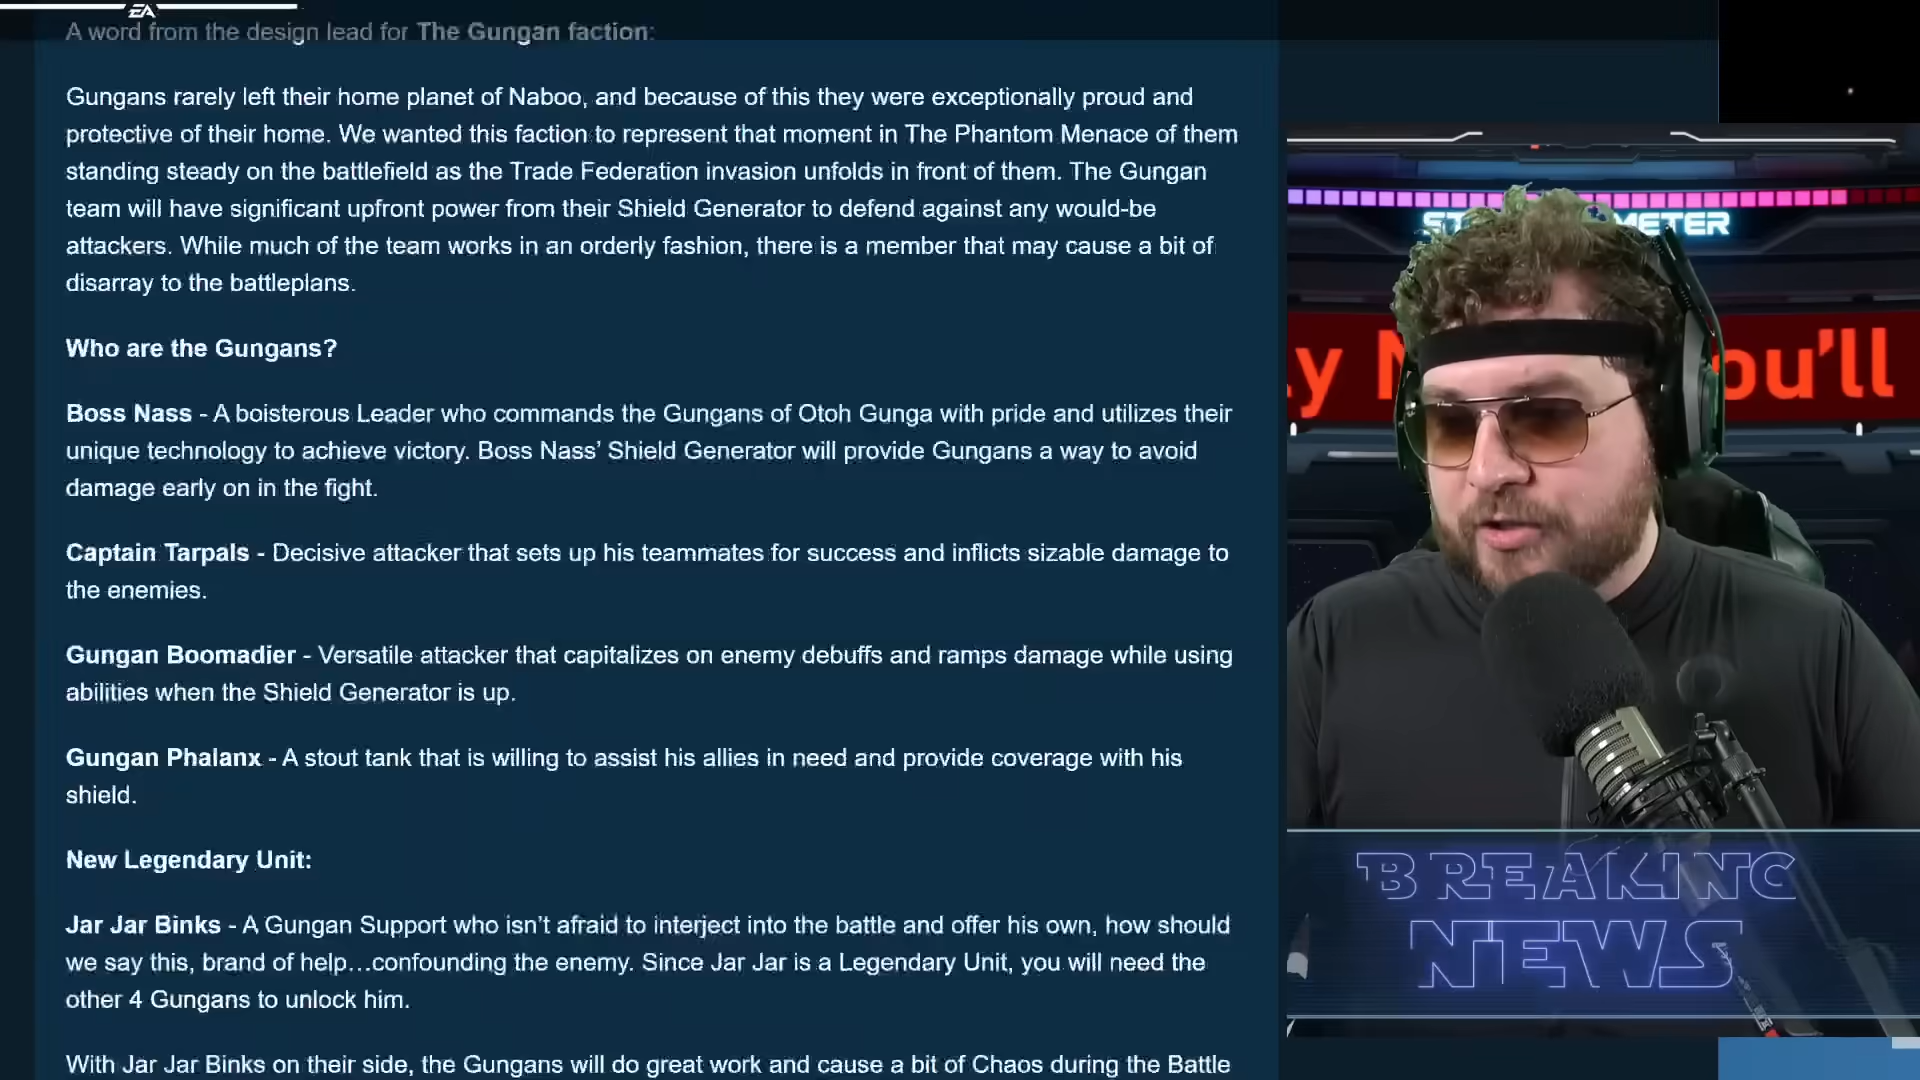 EA
A word from the design lead for The Gungan faction:
Gungans rarely left their home planet of Naboo, and because of this they were exceptionally proud and
protective of their home. We wanted this faction to represent that moment in The Phantom Menace of them
standing steady on the battlefield as the Trade Federation invasion unfolds in front of them. The Gungan
team will have significant upfront power from their Shield Generator to defend against any would-be
attackers. While much of the team works in an orderly fashion, there is a member that may cause a bit of
disarray to the battleplans.
Who are the Gungans?
Boss Nass - A boisterous Leader who commands the Gungans of Otoh Gunga with pride and utilizes their
unique technology to achieve victory. Boss Nass’ Shield Generator will provide Gungans a way to avoid
damage early on in the fight.
Captain Tarpals - Decisive attacker that sets up his teammates for success and inflicts sizable damage to
the enemies.
Gungan Boomadier - Versatile attacker that capitalizes on enemy debuffs and ramps damage while using
abilities when the Shield Generator is up.
Gungan Phalanx - A stout tank that is willing to assist his allies in need and provide coverage with his
shield.
New Legendary Unit:
Jar Jar Binks - A Gungan Support who isn’t afraid to interject into the battle and offer his own, how should
we say this, brand of help…confounding the enemy. Since Jar Jar is a Legendary Unit, you will need the
other 4 Gungans to unlock him.
With Jar Jar Binks on their side, the Gungans will do great work and cause a bit of Chaos during the Battle
METER
ou’ll
BREAKING
NEWS